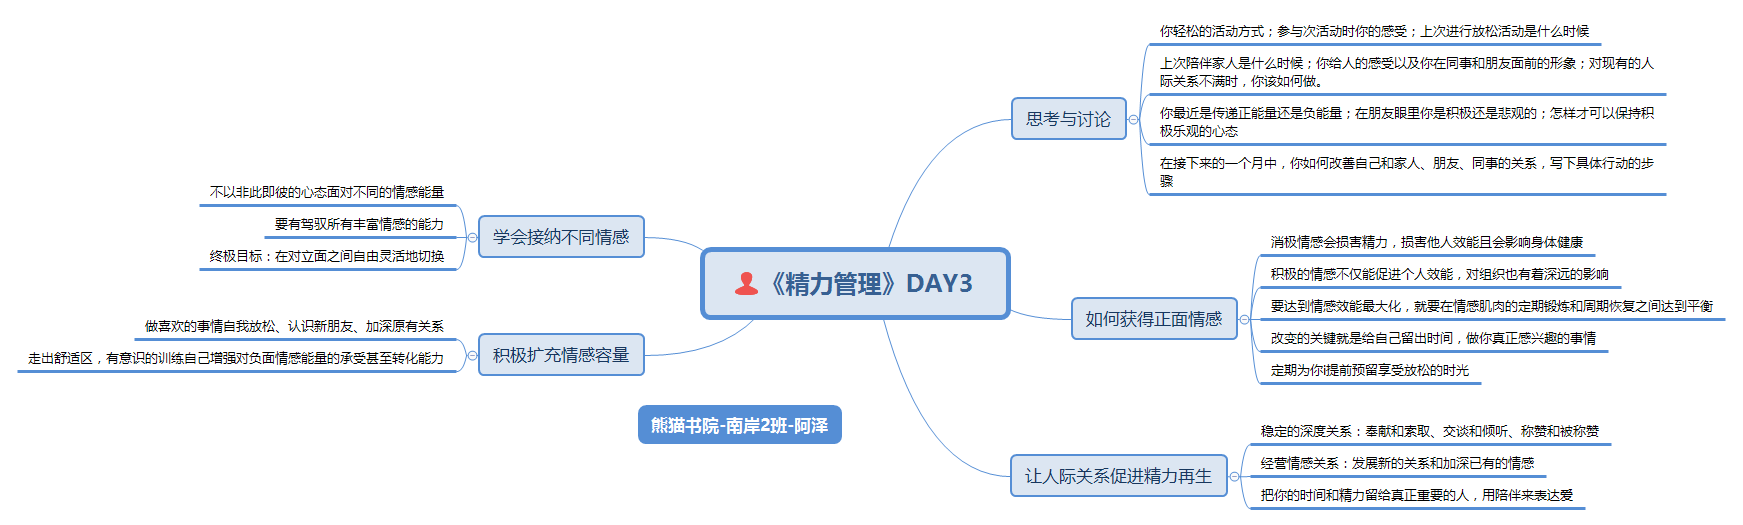 《精力管理》DAY3
思考与讨论
你轻松的活动方式；参与次活动时你的感受；上次进行放松活动是什么时候
上次陪伴家人是什么时候；你给人的感受以及你在同事和朋友面前的形象；对现有的人
际关系不满时，你该如何做。
你最近是传递正能量还是负能量；在朋友眼里你是积极还是悲观的；怎样才可以保持积
极乐观的心态
在接下来的一个月中，你如何改善自己和家人、朋友、同事的关系，写下具体行动的步
骤
如何获得正面情感
消极情感会损害精力，损害他人效能且会影响身体健康
积极的情感不仅能促进个人效能，对组织也有着深远的影响
要达到情感效能最大化，就要在情感肌肉的定期锻炼和周期恢复之间达到平衡
改变的关键就是给自己留出时间，做你真正感兴趣的事情
定期为你i提前预留享受放松的时光
让人际关系促进精力再生
稳定的深度关系：奉献和索取、交谈和倾听、称赞和被称赞
经营情感关系：发展新的关系和加深已有的情感
把你的时间和精力留给真正重要的人，用陪伴来表达爱
学会接纳不同情感
不以非此即彼的心态面对不同的情感能量
要有驾驭所有丰富情感的能力
终极目标：在对立面之间自由灵活地切换
积极扩充情感容量
做喜欢的事情自我放松、认识新朋友、加深原有关系
走出舒适区，有意识的训练自己增强对负面情感能量的承受甚至转化能力
熊猫书院-南岸2班-阿泽